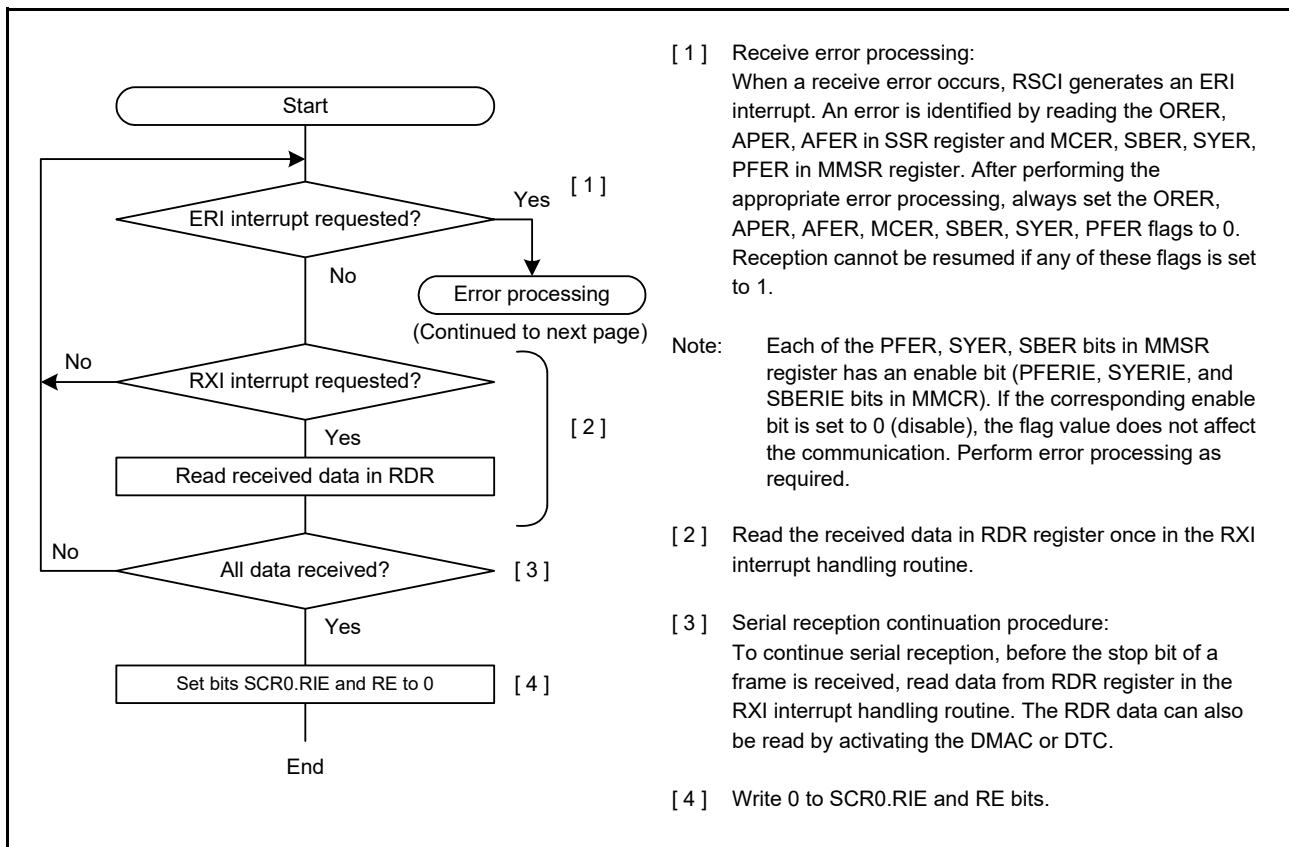 Start
ERI interrupt requested?
Yes
[ 1 ]
No
Error processing
(Continued to next page)
No
RXI interrupt requested?
[ 2 ]
Yes
Read received data in RDR
No
All data received?
[ 3 ]
Yes
Set bits SCR0.RIE and RE to 0
[ 4 ]
End
[ 1 ] Receive error processing:
When a receive error occurs, RSCI generates an ERI
interrupt. An error is identified by reading the ORER,
APER, AFER in SSR register and MCER, SBER, SYER,
PFER in MMSR register. After performing the
appropriate error processing, always set the ORER,
APER, AFER, MCER, SBER, SYER, PFER flags to 0.
Reception cannot be resumed if any of these flags is set
to 1.
Note: Each of the PFER, SYER, SBER bits in MMSR
register has an enable bit (PFERIE, SYERIE, and
SBERIE bits in MMCR). If the corresponding enable
bit is set to 0 (disable), the flag value does not affect
the communication. Perform error processing as
required.
[ 2 ] Read the received data in RDR register once in the RXI
interrupt handling routine.
[ 3 ] Serial reception continuation procedure:
To continue serial reception, before the stop bit of a
frame is received, read data from RDR register in the
RXI interrupt handling routine. The RDR data can also
be read by activating the DMAC or DTC.
[ 4 ] Write 0 to SCR0.RIE and RE bits.